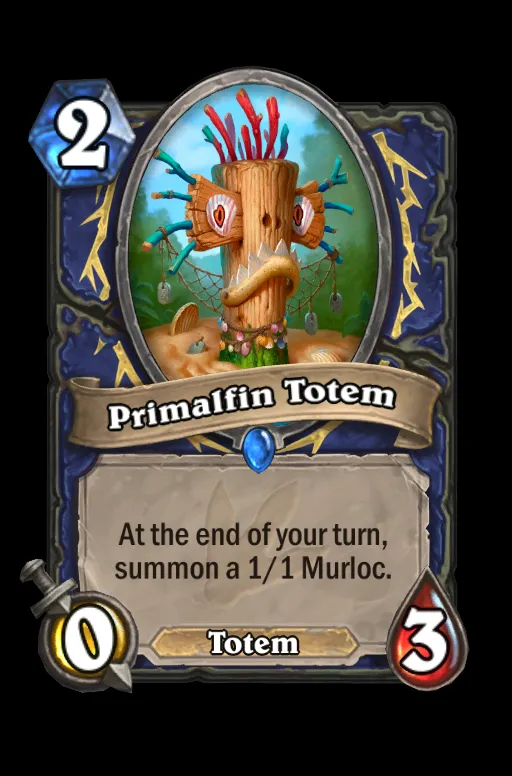 2
Primalfin Totem
At the end of your turn,
summon a 1/1 Murloc.
0
Totem
3